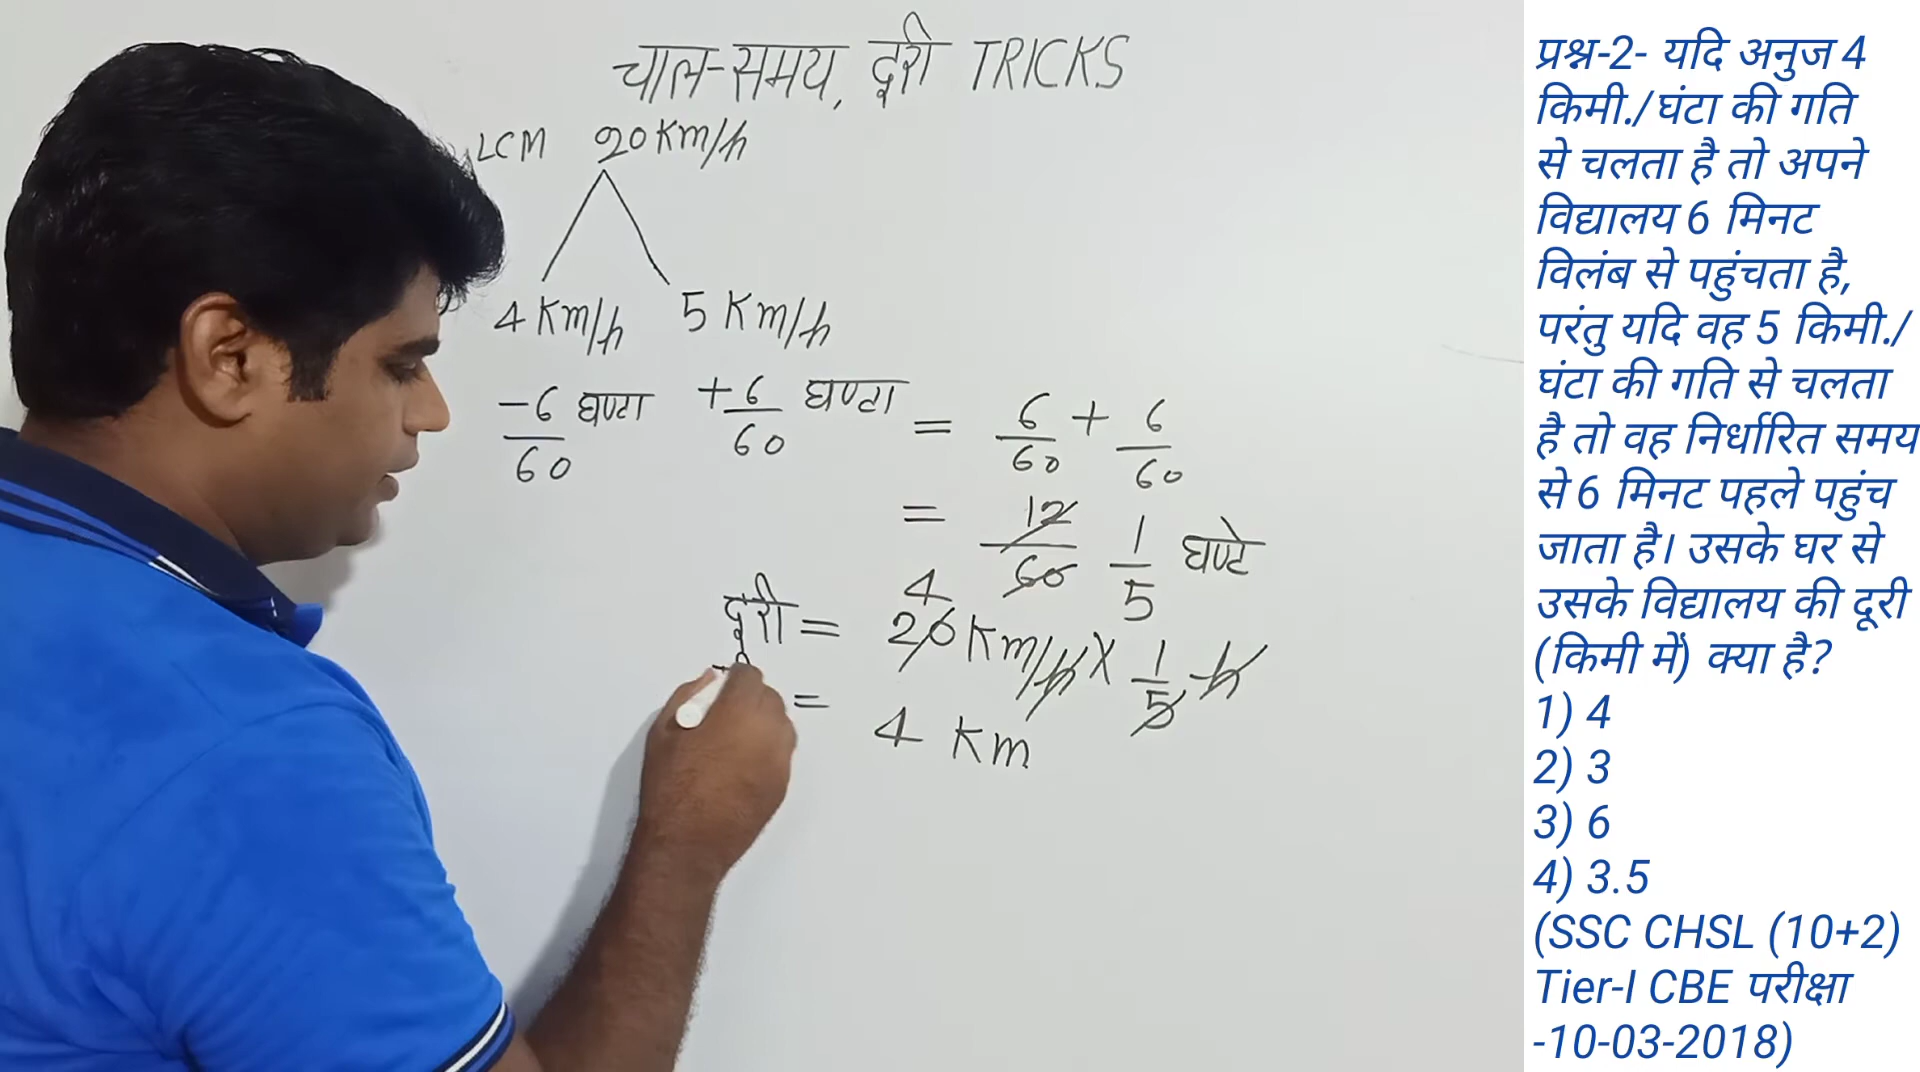 चाल-समय, दूरी TRICKS
LCM 20 Km/h
4 Km/h 5 Km/h
-6/60 घण्टा +6/60 घण्टा = 6/60 + 6/60
= 12/60 1/5 घण्टे
4
दूरी = 20 Km/h X 1/5 h
= 4 Km
प्रश्न-2- यदि अनुज 4
किमी./घंटा की गति
से चलता है तो अपने
विद्यालय 6 मिनट
विलंब से पहुंचता है,
परंतु यदि वह 5 किमी./
घंटा की गति से चलता
है तो वह निर्धारित समय
से 6 मिनट पहले पहुंच
जाता है। उसके घर से
उसके विद्यालय की दूरी
(किमी में) क्या है?
1) 4
2) 3
3) 6
4) 3.5
(SSC CHSL (10+2)
Tier-I CBE परीक्षा
-10-03-2018)